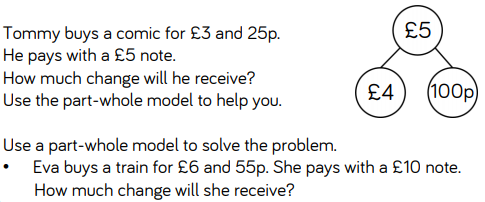 Tommy buys a comic for £3 and 25p.
He pays with a £5 note.
How much change will he receive?
Use the part-whole model to help you.
£5
£4 100p
Use a part-whole model to solve the problem.
• Eva buys a train for £6 and 55p. She pays with a £10 note.
How much change will she receive?